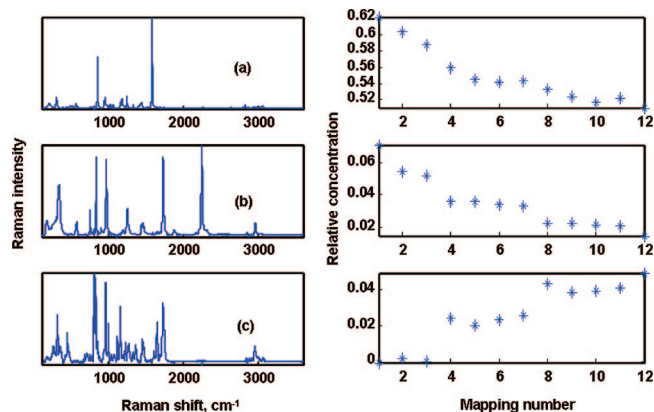 (a)
1000 2000 3000
(b)
1000 2000 3000
(c)
1000 2000 3000
Raman intensity
Raman shift, cm-1
0.62
0.6
0.58
0.56
0.54
0.52
2 4 6 8 10 12
0.06
0.04
0.02
2 4 6 8 10 12
0.04
0.02
0
2 4 6 8 10 12
Relative concentration
Mapping number